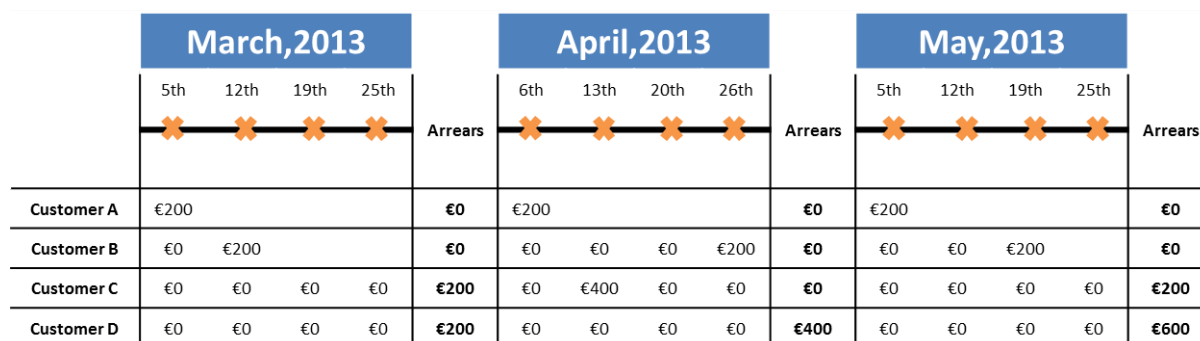 March,2013 April,2013 May,2013
5th 12th 19th 25th 6th 13th 20th 26th 5th 12th 19th 25th
Arrears Arrears Arrears
Customer A €200 €0 €200 €0 €200 €0
Customer B €0 €200 €0 €0 €0 €0 €200 €0 €0 €0 €200 €0
Customer C €0 €0 €0 €0 €200 €0 €400 €0 €0 €0 €0 €0 €0 €0 €200
Customer D €0 €0 €0 €0 €200 €0 €0 €0 €0 €400 €0 €0 €0 €0 €600